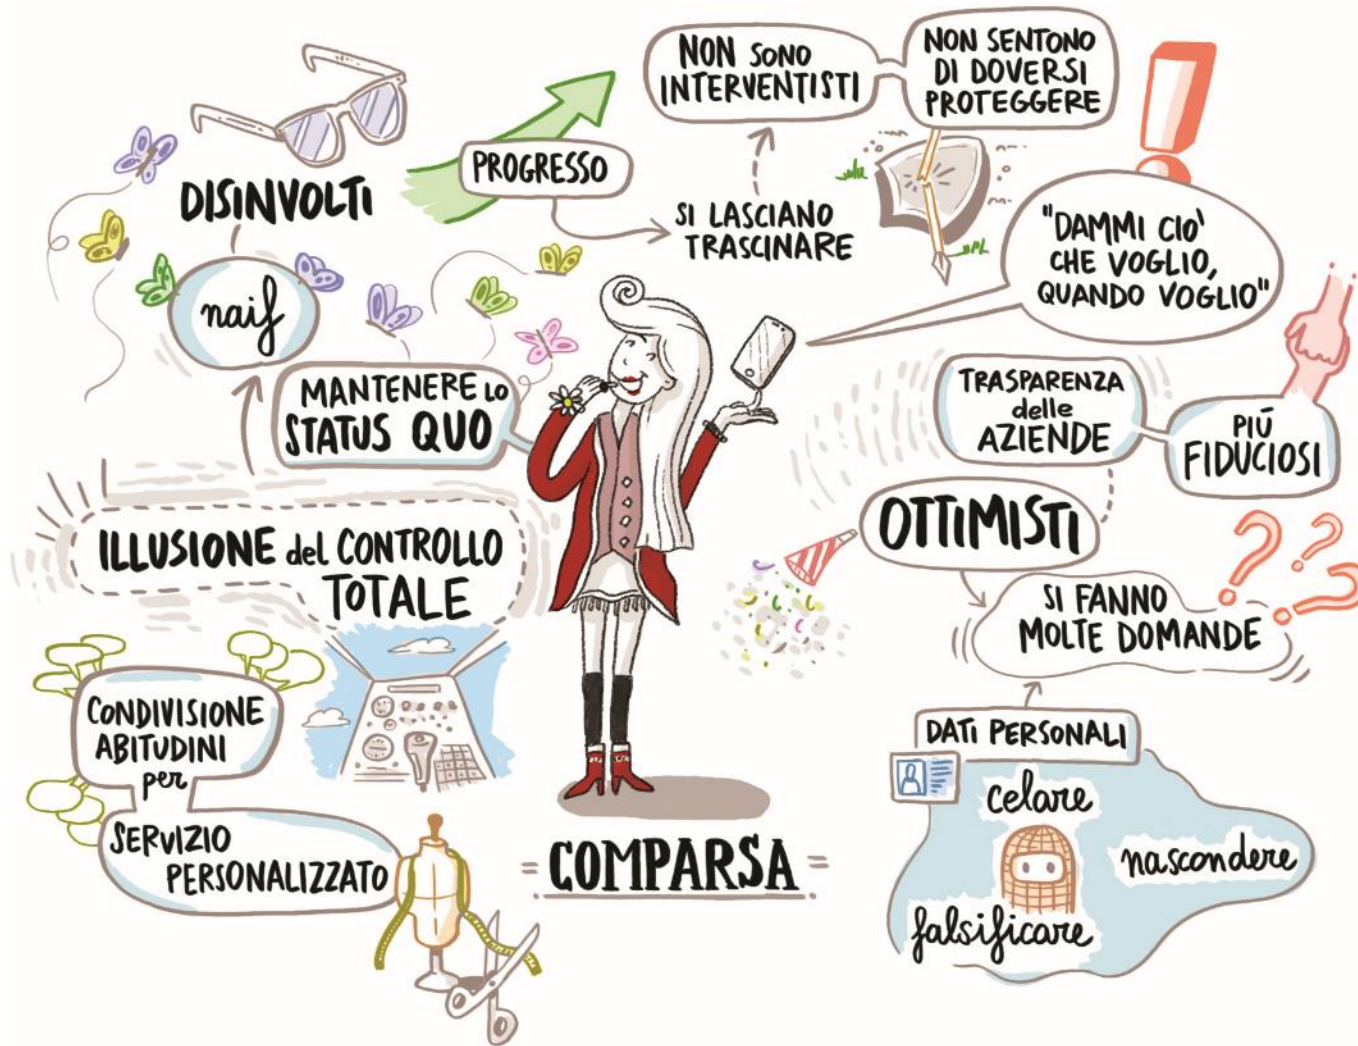 NON SONO
INTERVENTISTI
NON SENTONO
DI DOVERSI
PROTEGGERE
PROGRESSO
DISINVOLTI
SI LASCIANO
TRASCINARE
"DAMMI CIO'
CHE VOGLIO,
QUANDO VOGLIO"
naif
MANTENERE LO
STATUS QUO
TRASPARENZA
delle
AZIENDE
PIÚ
FIDUCIOSI
OTTIMISTI
ILLUSIONE del CONTROLLO
TOTALE
SI FANNO
MOLTE DOMANDE
CONDIVISIONE
ABITUDINI
per
SERVIZIO
PERSONALIZZATO
DATI PERSONALI
celare
nascondere
falsificare
= COMPARSA =